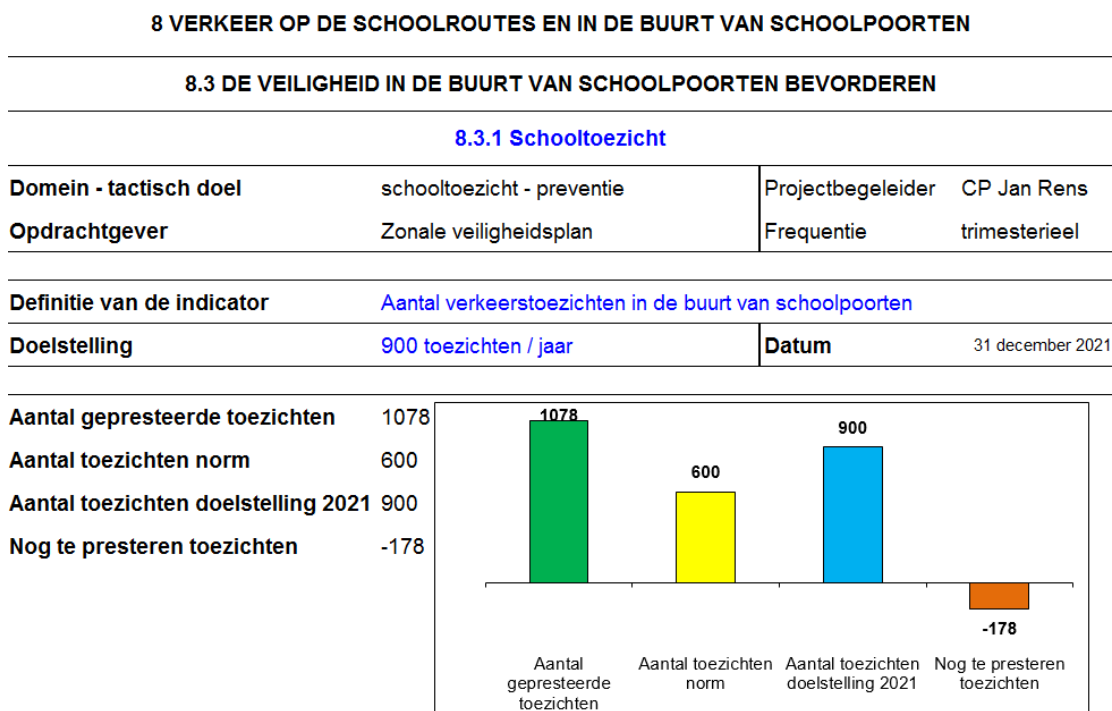 8 VERKEER OP DE SCHOOLROUTES EN IN DE BUURT VAN SCHOOLPOORTEN
8.3 DE VEILIGHEID IN DE BUURT VAN SCHOOLPOORTEN BEVORDEREN
8.3.1 Schooltoezicht
Domein - tactisch doel schooltoezicht - preventie Projectbegeleider CP Jan Rens
Opdrachtgever Zonale veiligheidsplan Frequentie trimesterieel
Definitie van de indicator Aantal verkeerstoezichten in de buurt van schoolpoorten
Doelstelling 900 toezichten / jaar Datum 31 december 2021
Aantal gepresteerde toezichten 1078
Aantal toezichten norm 600
Aantal toezichten doelstelling 2021 900
Nog te presteren toezichten -178
1078
600
900
-178
Aantal
gepresteerde
toezichten
Aantal toezichten
norm
Aantal toezichten
doelstelling 2021
Nog te presteren
toezichten